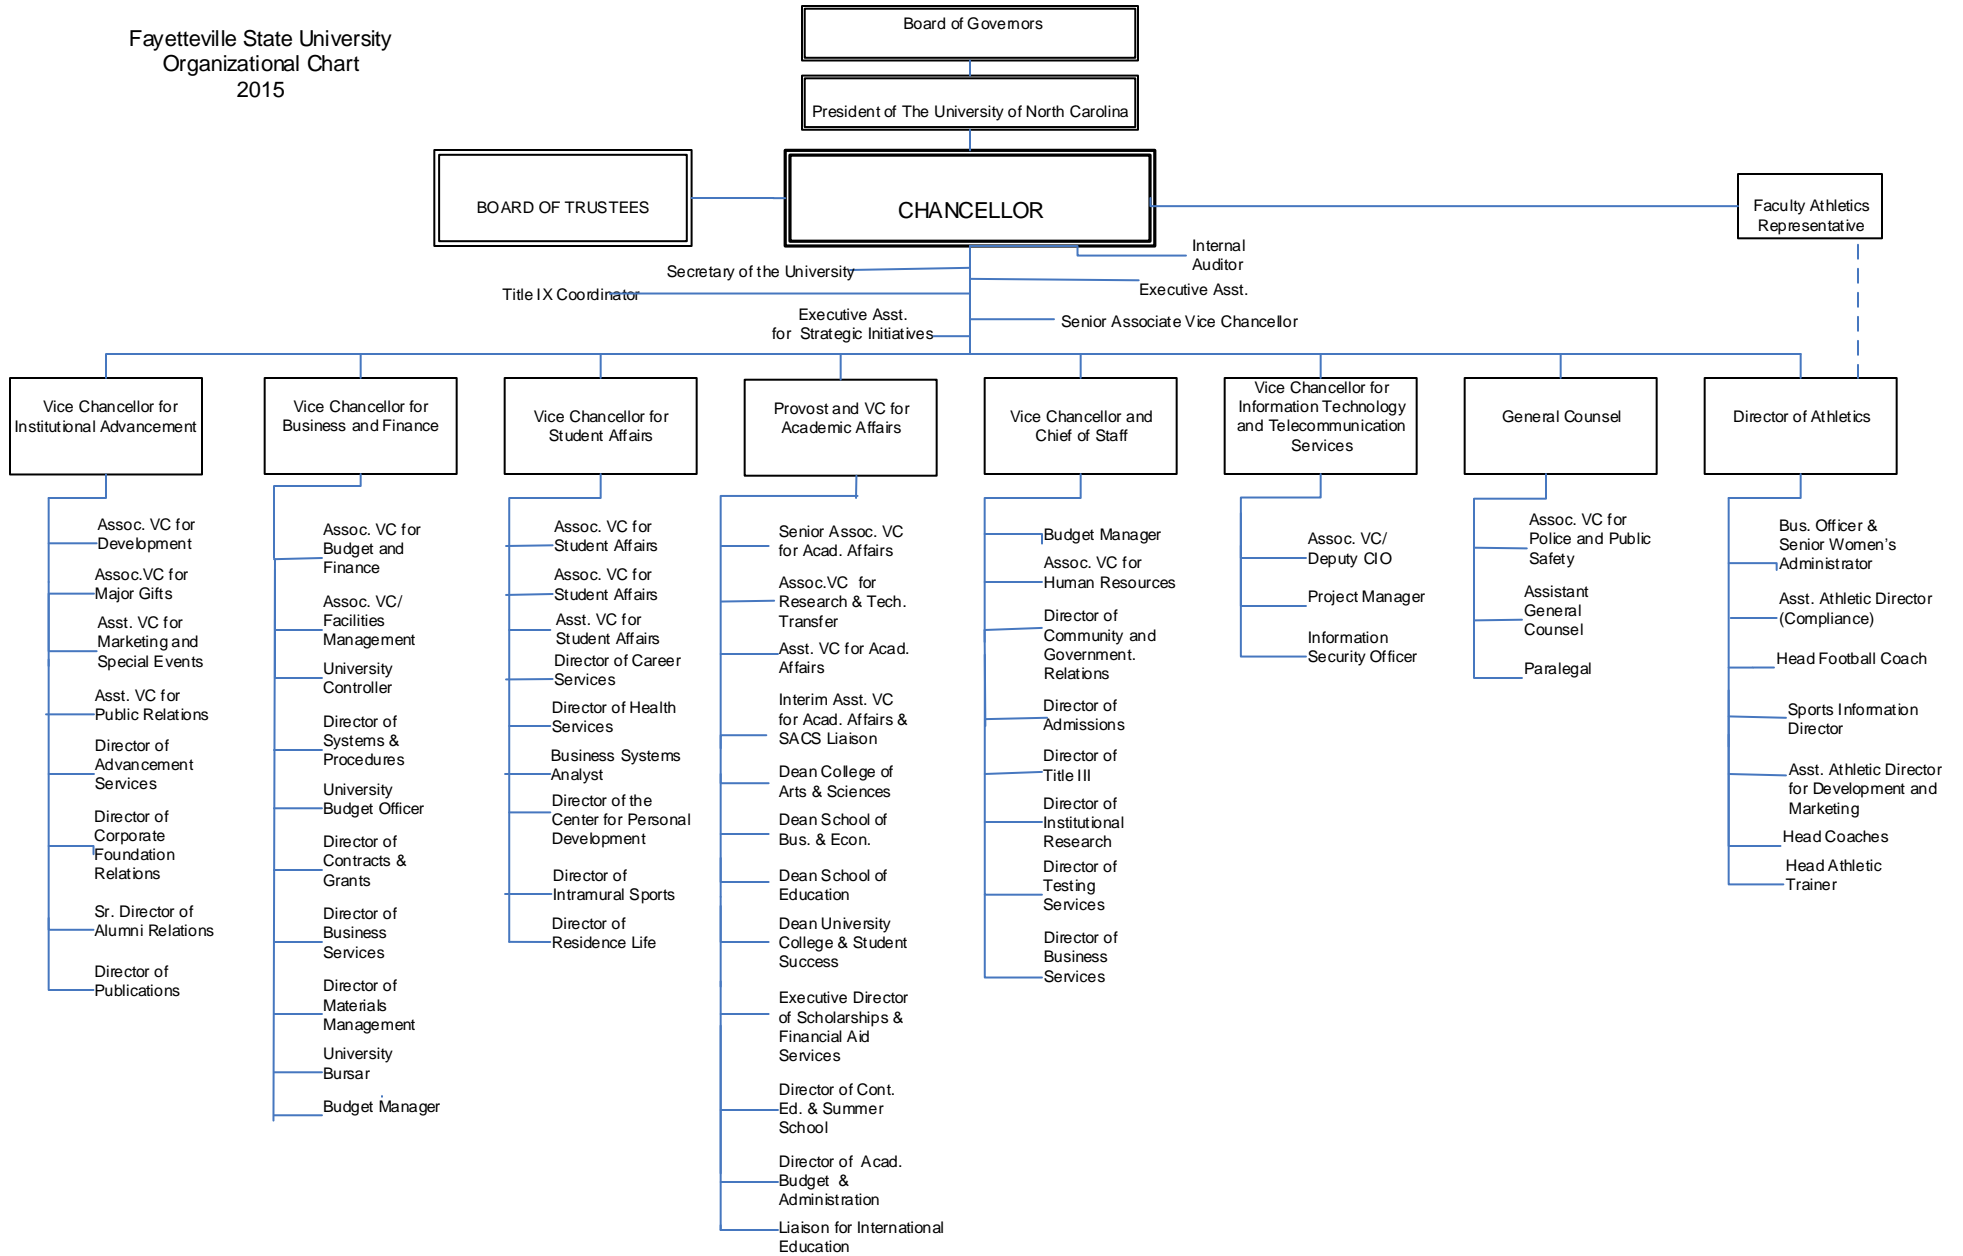 Fayetteville State University
Organizational Chart
2015
Board of Governors
President of The University of North Carolina
BOARD OF TRUSTEES
CHANCELLOR
Faculty Athletics
Representative
Internal
Auditor
Secretary of the University
Executive Asst.
Title IX Coordinator
Executive Asst.
for Strategic Initiatives
Senior Associate Vice Chancellor
Vice Chancellor for
Institutional Advancement
Assoc. VC for
Development
Assoc.VC for
Major Gifts
Asst. VC for
Marketing and
Special Events
Asst. VC for
Public Relations
Director of
Advancement
Services
Director of
Corporate
Foundation
Relations
Sr. Director of
Alumni Relations
Director of
Publications
Vice Chancellor for
Business and Finance
Assoc. VC for
Budget and
Finance
Assoc. VC/
Facilities
Management
University
Controller
Director of
Systems &
Procedures
University
Budget Officer
Director of
Contracts &
Grants
Director of
Business
Services
Director of
Materials
Management
University
Bursar
Budget Manager
Vice Chancellor for
Student Affairs
Assoc. VC for
Student Affairs
Assoc. VC for
Student Affairs
Asst. VC for
Student Affairs
Director of Career
Services
Director of Health
Services
Business Systems
Analyst
Director of the
Center for Personal
Development
Director of
Intramural Sports
Director of
Residence Life
Provost and VC for
Academic Affairs
Senior Assoc. VC
for Acad. Affairs
Assoc.VC for
Research & Tech.
Transfer
Asst. VC for Acad.
Affairs
Interim Asst. VC
for Acad. Affairs &
SACS Liaison
Dean College of
Arts & Sciences
Dean School of
Bus. & Econ.
Dean School of
Education
Dean University
College & Student
Success
Executive Director
of Scholarships &
Financial Aid
Services
Director of Cont.
Ed. & Summer
School
Director of Acad.
Budget &
Administration
Liaison for International
Education
Vice Chancellor and
Chief of Staff
Budget Manager
Assoc. VC for
Human Resources
Director of
Community and
Government.
Relations
Director of
Admissions
Director of
Title III
Director of
Institutional
Research
Director of
Testing
Services
Director of
Business
Services
Vice Chancellor for
Information Technology
and Telecommunication
Services
Assoc. VC/
Deputy CIO
Project Manager
Information
Security Officer
General Counsel
Assoc. VC for
Police and Public
Safety
Assistant
General
Counsel
Paralegal
Director of Athletics
Bus. Officer &
Senior Women's
Administrator
Asst. Athletic Director
(Compliance)
Head Football Coach
Sports Information
Director
Asst. Athletic Director
for Development and
Marketing
Head Coaches
Head Athletic
Trainer